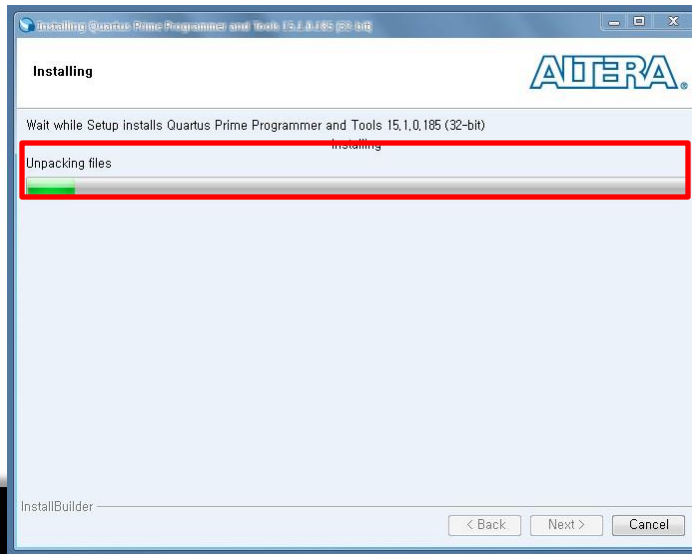 Installing Quartus Prime Programmer and Tools 15.1.0.185 (32-bit)
Installing
ALTERA®
Wait while Setup installs Quartus Prime Programmer and Tools 15.1.0.185 (32-bit)
Installing
Unpacking files
InstallBuilder
< Back Next > Cancel